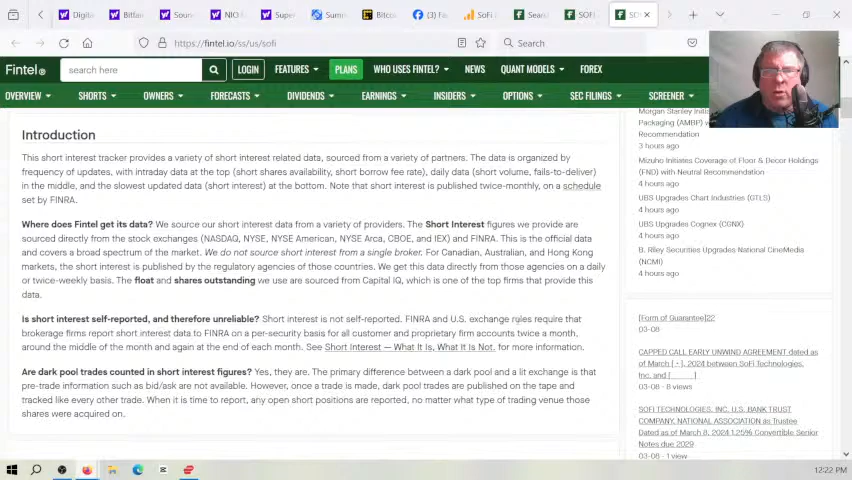 Digita
Bitfar
Soun
NIO
Super
Sumn
Bitcoi
(3) Fa
SoFi
Sear
SOFI
SO
https://fintel.io/ss/us/sofi
Search
Fintel
search here
LOGIN
FEATURES
PLANS
WHO USES FINTEL?
NEWS
QUANT MODELS
FOREX
OVERVIEW
SHORTS
OWNERS
FORECASTS
DIVIDENDS
EARNINGS
INSIDERS
OPTIONS
SEC FILINGS
SCREENER
Introduction
This short interest tracker provides a variety of short interest related data, sourced from a variety of partners. The data is organized by
frequency of updates, with intraday data at the top (short shares availability, short borrow fee rate), daily data (short volume, fails-to-deliver)
in the middle, and the slowest updated data (short interest) at the bottom. Note that short interest is published twice-monthly, on a schedule
set by FINRA.
Where does Fintel get its data? We source our short interest data from a variety of providers. The Short Interest figures we provide are
sourced directly from the stock exchanges (NASDAQ, NYSE, NYSE American, NYSE Arca, CBOE, and IEX) and FINRA. This is the official data
and covers a broad spectrum of the market. We do not source short interest from a single broker. For Canadian, Australian, and Hong Kong
markets, the short interest is published by the regulatory agencies of those countries. We get this data directly from those agencies on a daily
or twice-weekly basis. The float and shares outstanding we use are sourced from Capital IQ, which is one of the top firms that provide this
data.
Is short interest self-reported, and therefore unreliable? Short interest is not self-reported. FINRA and U.S. exchange rules require that
brokerage firms report short interest data to FINRA on a per-security basis for all customer and proprietary firm accounts twice a month,
around the middle of the month and again at the end of each month. See Short Interest — What It Is, What It Is Not, for more information.
Are dark pool trades counted in short interest figures? Yes, they are. The primary difference between a dark pool and a lit exchange is that
pre-trade information such as bid/ask are not available. However, once a trade is made, dark pool trades are published on the tape and
tracked like every other trade. When it is time to report, any open short positions are reported, no matter what type of trading venue those
shares were acquired on.
Morgan Stanley Initiat
Packaging (AMBP) w
Recommendation
3 hours ago
Mizuho Initiates Coverage of Floor & Decor Holdings
(FND) with Neutral Recommendation
4 hours ago
UBS Upgrades Chart Industries (GTLS)
4 hours ago
UBS Upgrades Cognex (CGNX)
4 hours ago
B. Riley Securities Upgrades National CineMedia
(NCMI)
4 hours ago
[Form of Guarantee]22
03-08
CAPPED CALL EARLY UNWIND AGREEMENT dated as
of March [ • ], 2024 between SoFi Technologies,
Inc. and [ ]
03-08 - 8 views
SOFI TECHNOLOGIES, INC. U.S. BANK TRUST
COMPANY, NATIONAL ASSOCIATION as Trustee
Dated as of March 8, 2024 1.25% Convertible Senior
Notes due 2029
03-08 - 1 view
12:22 PM